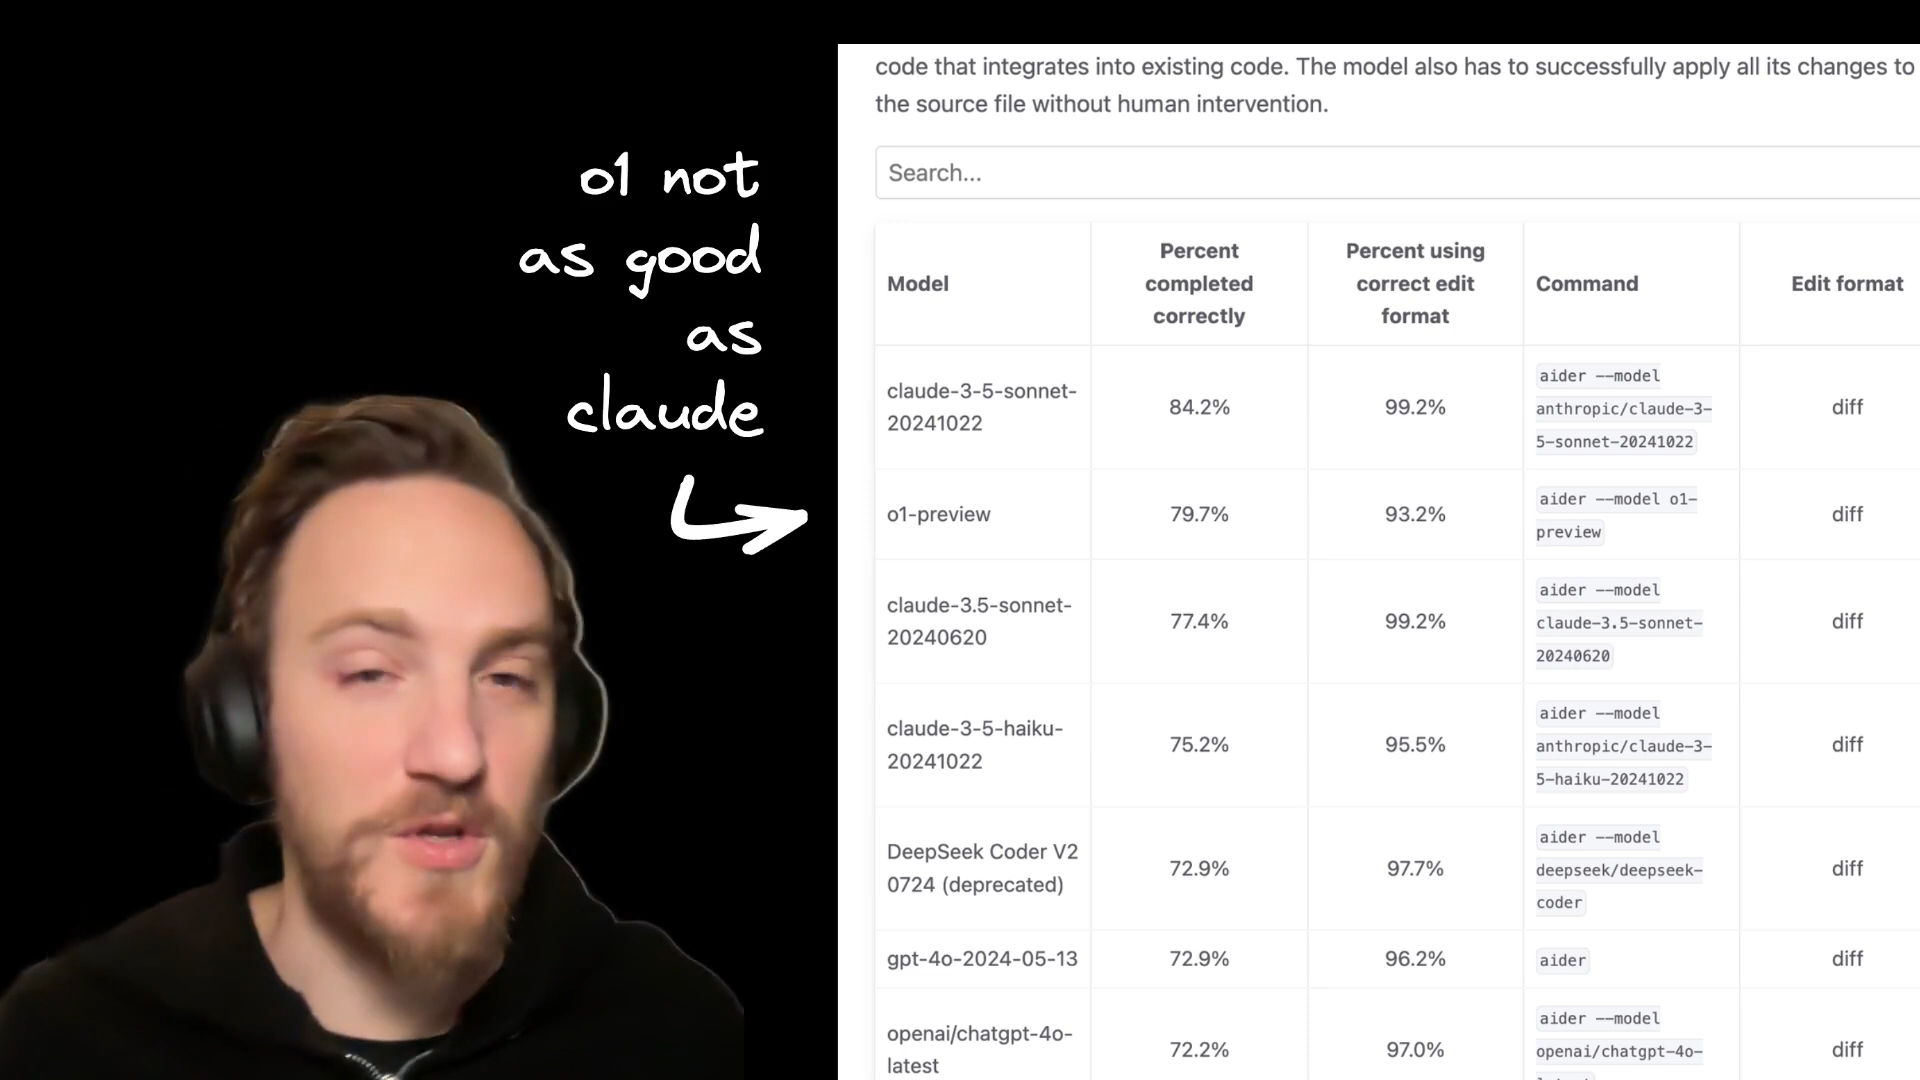 o1 not
as good
as
claude
code that integrates into existing code. The model also has to successfully apply all its changes to
the source file without human intervention.
Search...
Model
Percent
completed
correctly
Percent using
correct edit
format
Command
Edit format
claude-3-5-sonnet-
20241022
84.2%
99.2%
aider --model
anthropic/claude-3-
5-sonnet-20241022
diff
o1-preview
79.7%
93.2%
aider --model o1-
preview
diff
claude-3.5-sonnet-
20240620
77.4%
99.2%
aider --model
claude-3.5-sonnet-
20240620
diff
claude-3-5-haiku-
20241022
75.2%
95.5%
aider --model
anthropic/claude-3-
5-haiku-20241022
diff
DeepSeek Coder V2
0724 (deprecated)
72.9%
97.7%
aider --model
deepseek/deepseek-
coder
diff
gpt-4o-2024-05-13
72.9%
96.2%
aider
diff
openai/chatgpt-4o-
latest
72.2%
97.0%
aider --model
openai/chatgpt-4o-
diff